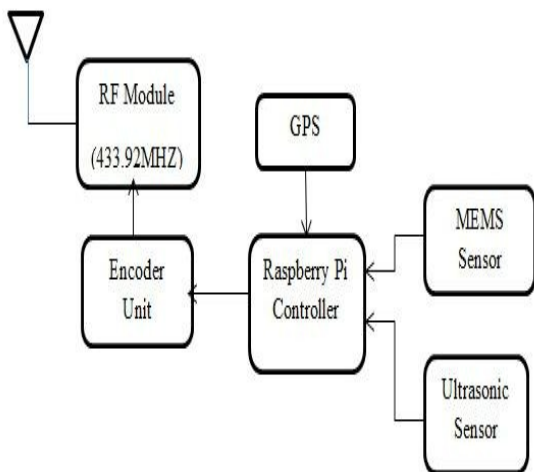 RF Module
(433.92MHZ)
GPS
MEMS
Sensor
Encoder
Unit
Raspberry Pi
Controller
Ultrasonic
Sensor